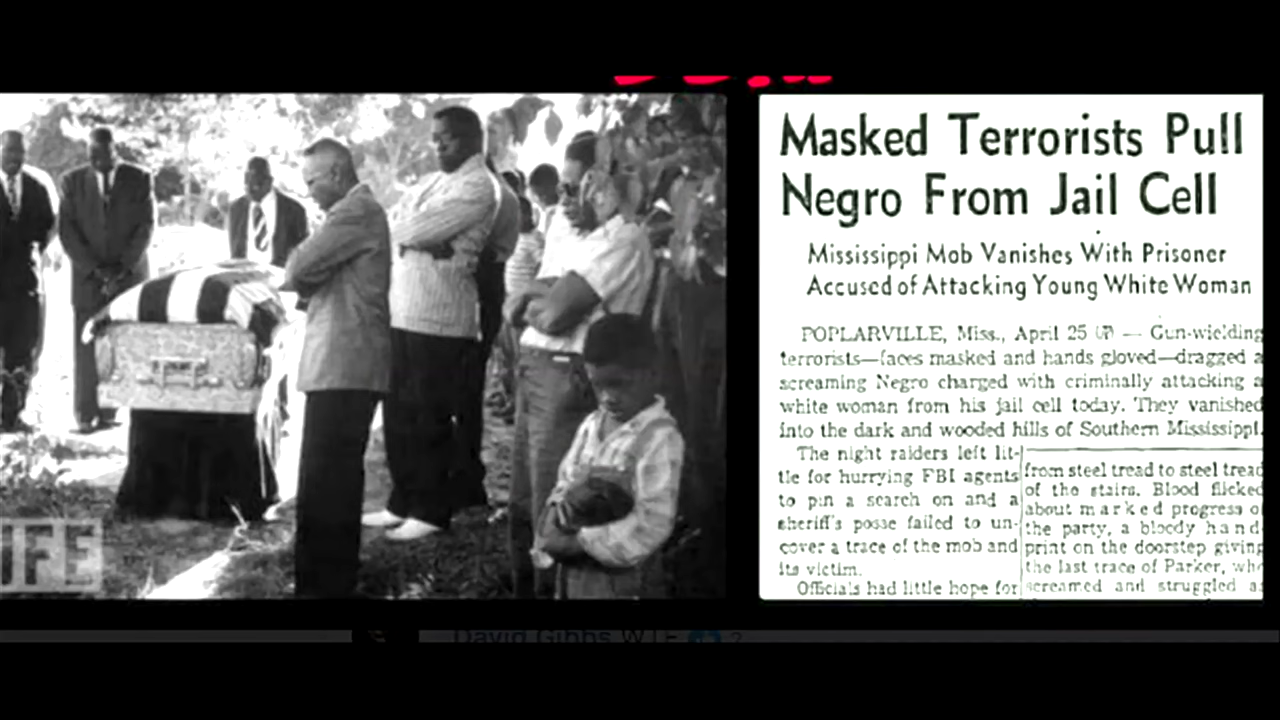 Masked Terrorists Pull
Negro From Jail Cell
Mississippi Mob Vanishes With Prisoner
Accused of Attacking Young White Woman
POPLARVILLE, Miss., April 25 (P) — Gun-wielding
terrorists—faces masked and hands gloved—dragged a
screaming Negro charged with criminally attacking a
white woman from his jail cell today. They vanished
into the dark and wooded hills of Southern Mississippi.
The night raiders left lit-
tle for hurrying FBI agents
to pin a search on and a
sheriff's posse failed to un-
cover a trace of the mob and
its victim.
Officials had little hope for
from steel tread to steel tread
of the stairs. Blood flicked
about marked progress of
the party, a bloody hand
print on the doorstep giving
the last trace of Parker, who
screamed and struggled as
IFE
David Gibbs WTF 2